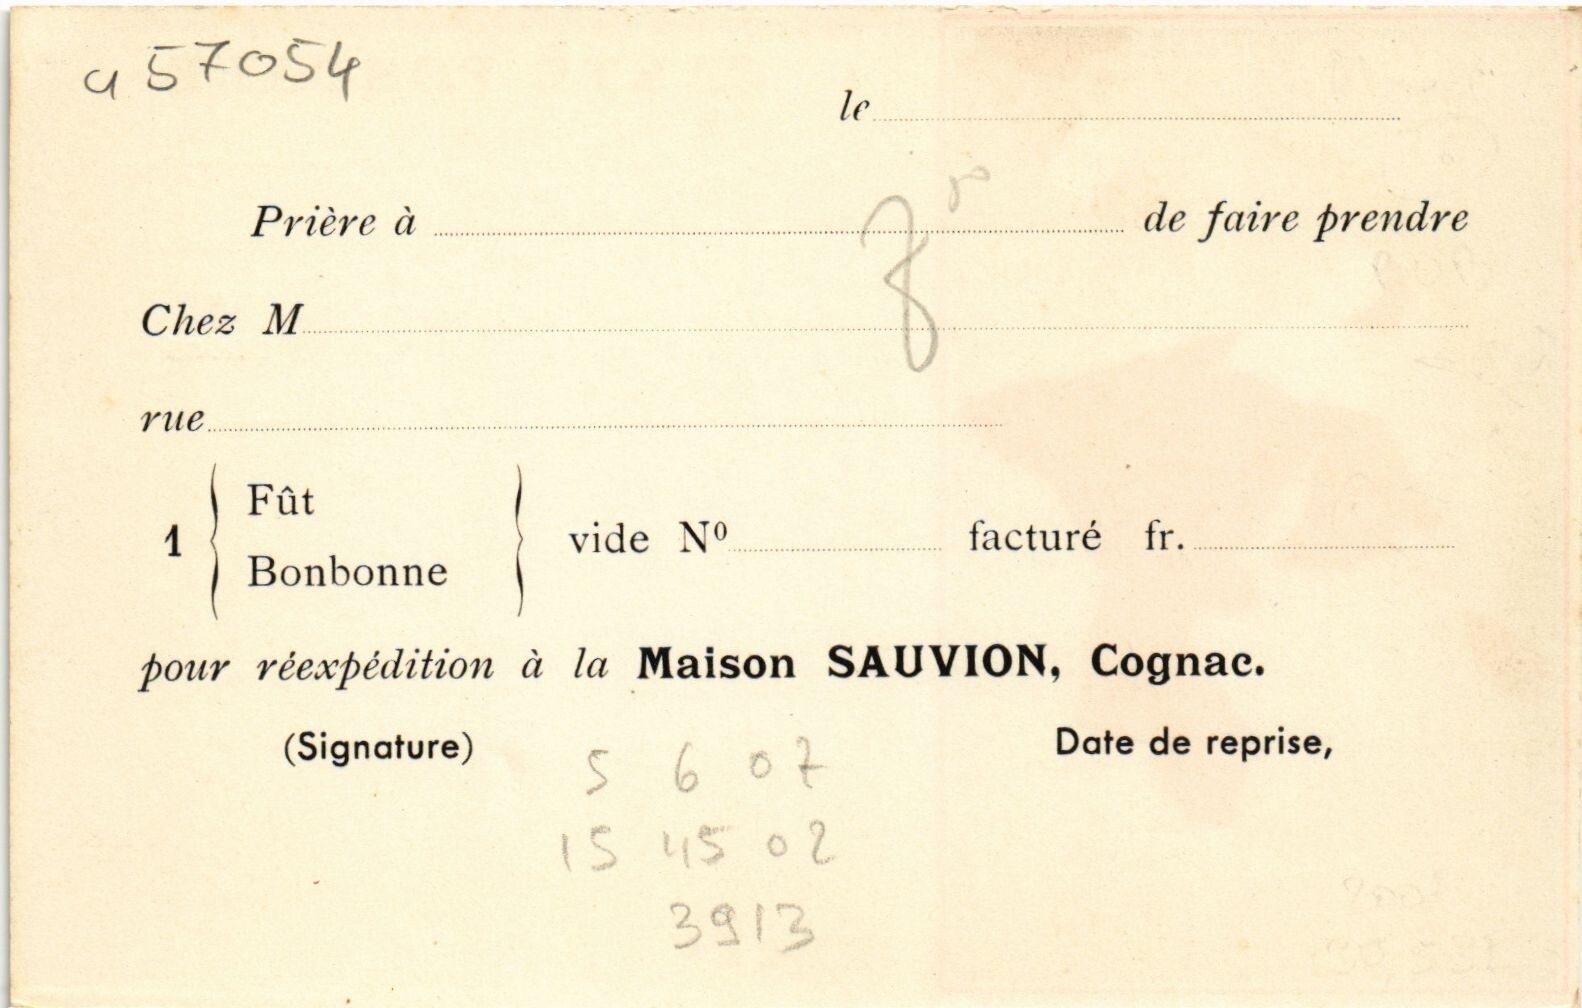 a 57054
le
Prière à de faire prendre
Chez M
rue
1 { Fût
Bonbonne } vide Nº facturé fr.
pour réexpédition à la Maison SAUVION, Cognac.
(Signature) Date de reprise,
5 6 07
15 45 02
3913